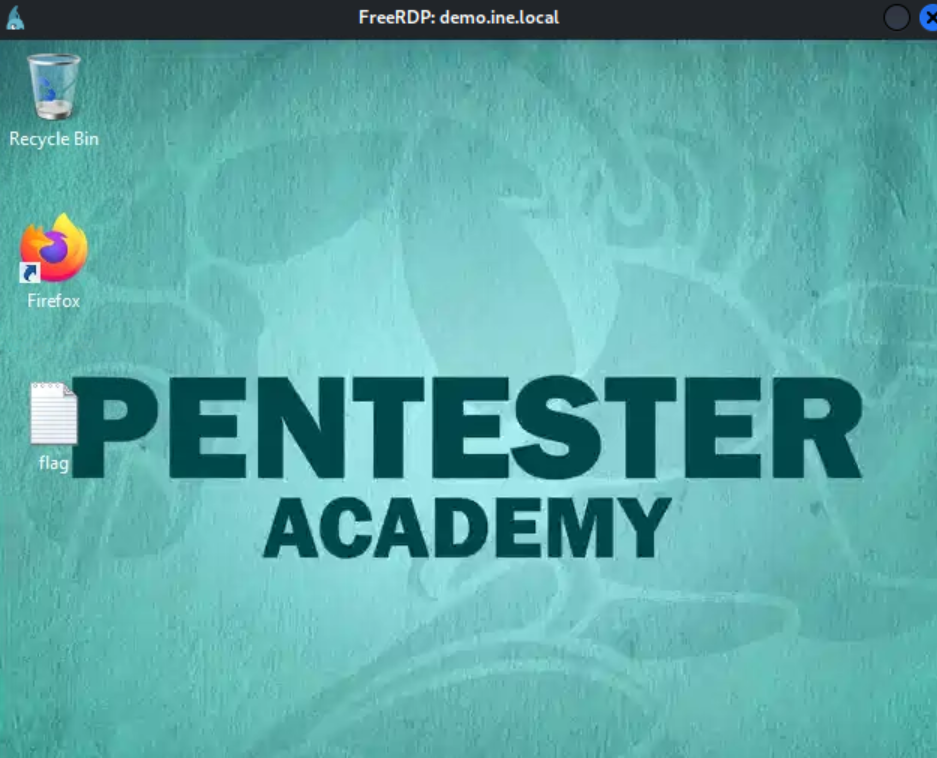 FreeRDP: demo.ine.local
Recycle Bin
Firefox
flag
PENTESTER
ACADEMY